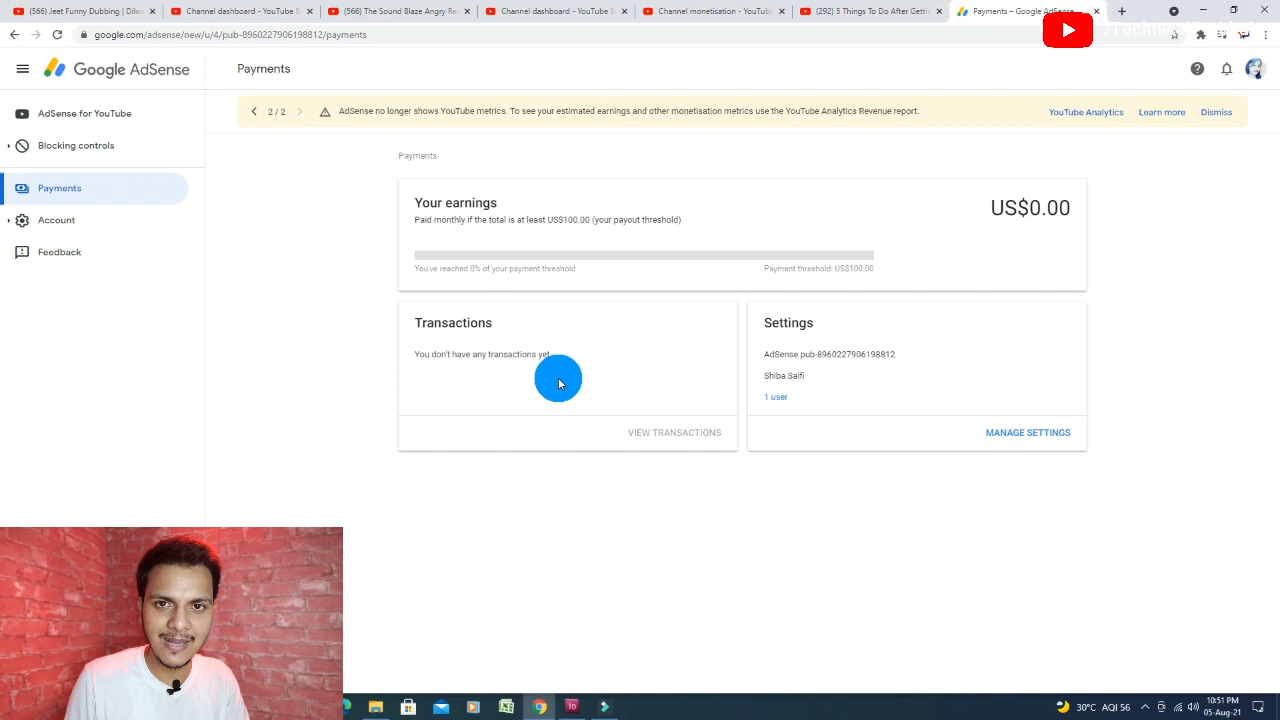 (566) Jeet Funny Dubbing | Dilw
(566) The Sound Blaze Angry Re
Channel dashboard - YouTube S
Channel monetisation - YouTube
(292) 5 Things To Do After Getti
Payments – Google AdSense
google.com/adsense/new/u/4/pub-8960227906198812/payments
Google AdSense
Payments
AdSense for YouTube
Blocking controls
Payments
Account
Feedback
2 / 2
AdSense no longer shows YouTube metrics. To see your estimated earnings and other monetisation metrics use the YouTube Analytics Revenue report.
YouTube Analytics
Learn more
Dismiss
Payments
Your earnings
US$0.00
Paid monthly if the total is at least US$100.00 (your payout threshold)
You've reached 0% of your payment threshold
Payment threshold: US$100.00
Transactions
You don't have any transactions yet
VIEW TRANSACTIONS
Settings
AdSense pub-8960227906198812
Shiba Saifi
1 user
MANAGE SETTINGS
30°C AQI 56
10:51 PM
05-Aug-21